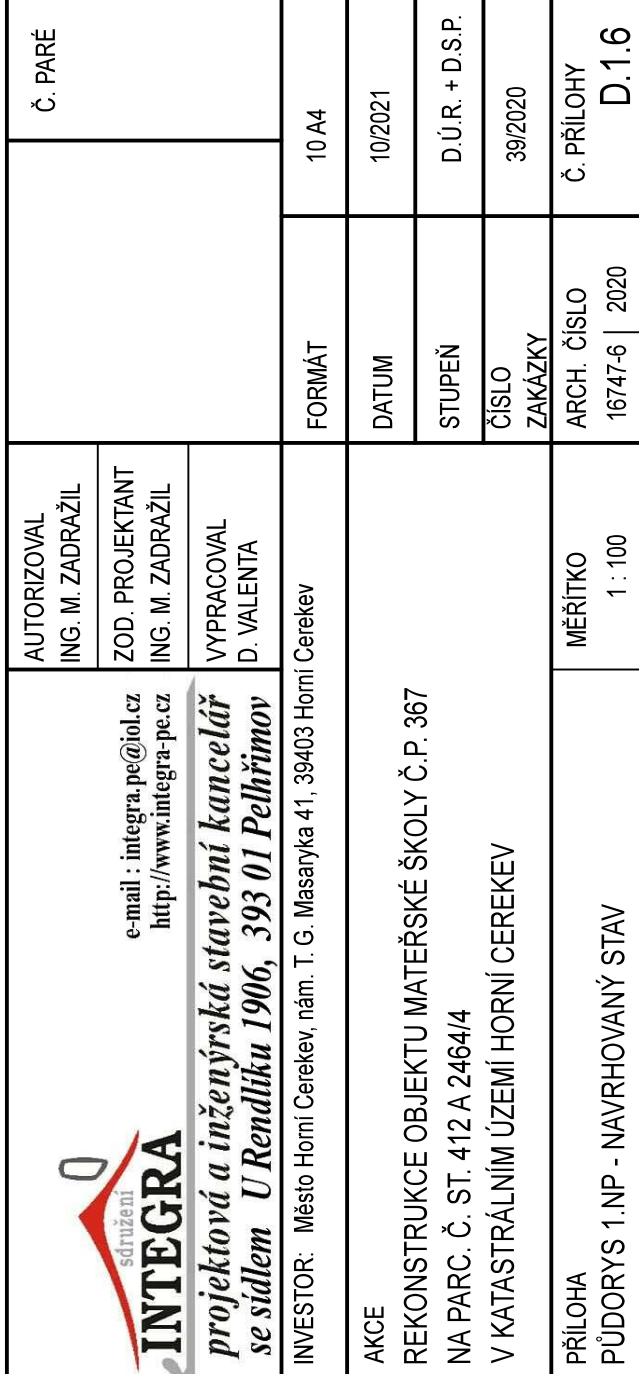 sdružení
INTEGRA
e-mail : integra.pe@iol.cz
http://www.integra-pe.cz
projektová a inženýrská stavební kancelář
se sídlem U Rendlíku 1906, 393 01 Pelhřimov
AUTORIZOVAL
ING. M. ZADRAŽIL
ZOD. PROJEKTANT
ING. M. ZADRAŽIL
VYPRACOVAL
D. VALENTA
Č. PARÉ
INVESTOR: Město Horní Cerekev, nám. T. G. Masaryka 41, 39403 Horní Cerekev
FORMÁT
10 A4
AKCE
REKONSTRUKCE OBJEKTU MATEŘSKÉ ŠKOLY Č.P. 367
NA PARC. Č. ST. 412 A 2464/4
V KATASTRÁLNÍM ÚZEMÍ HORNÍ CEREKEV
DATUM
10/2021
STUPEŇ
D.Ú.R. + D.S.P.
ČÍSLO
ZAKÁZKY
39/2020
PŘÍLOHA
PŮDORYS 1.NP - NAVRHOVANÝ STAV
MĚŘÍTKO
1 : 100
ARCH. ČÍSLO
16747-6 | 2020
Č. PŘÍLOHY
D.1.6